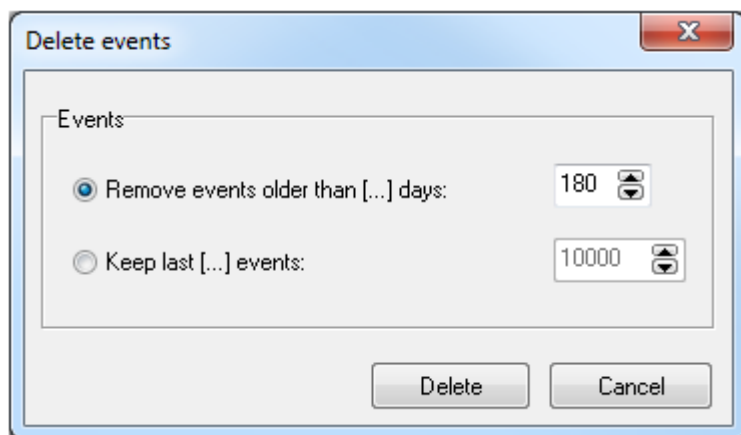 Delete events
Events
Remove events older than [...] days: 180
Keep last [...] events: 10000
Delete Cancel